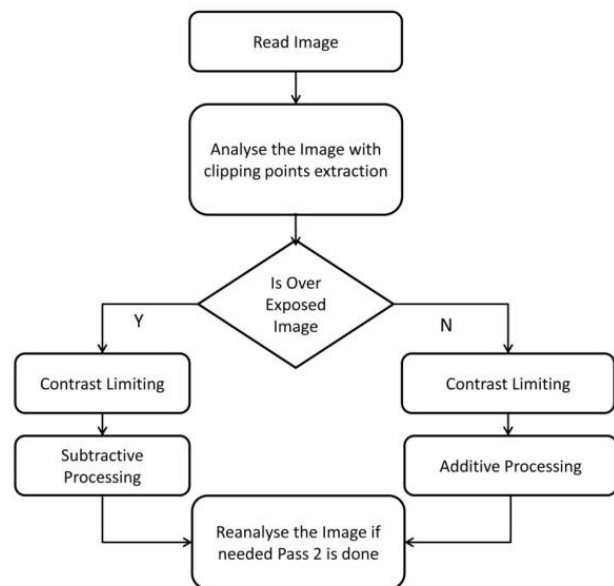 Read Image
Analyse the Image with
clipping points extraction
Is Over
Exposed
Image
Y
N
Contrast Limiting
Contrast Limiting
Subtractive
Processing
Additive Processing
Reanalyse the Image if
needed Pass 2 is done